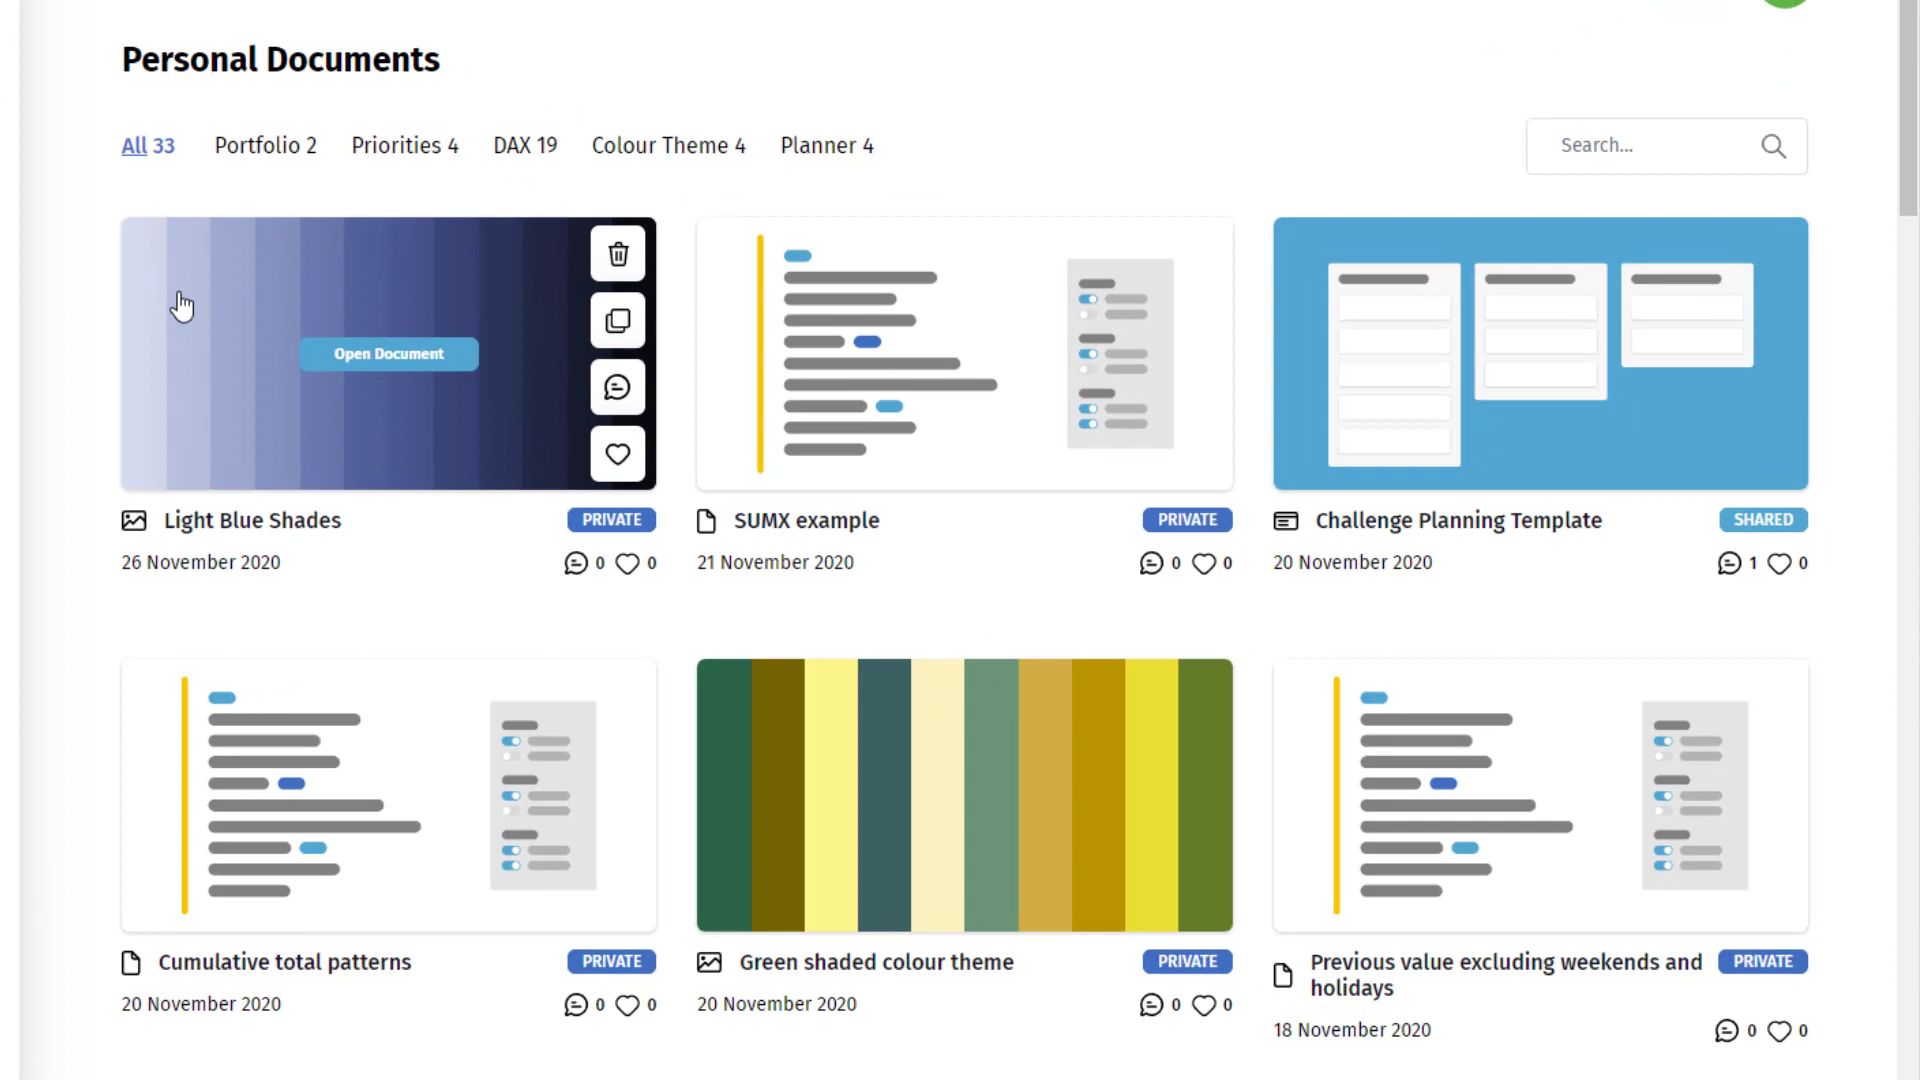 Personal Documents
All 33 Portfolio 2 Priorities 4 DAX 19 Colour Theme 4 Planner 4
Search...
Open Document
Light Blue Shades PRIVATE
26 November 2020 0 0
SUMX example PRIVATE
21 November 2020 0 0
Challenge Planning Template SHARED
20 November 2020 1 0
Cumulative total patterns PRIVATE
20 November 2020 0 0
Green shaded colour theme PRIVATE
20 November 2020 0 0
Previous value excluding weekends and PRIVATE
holidays
18 November 2020 0 0